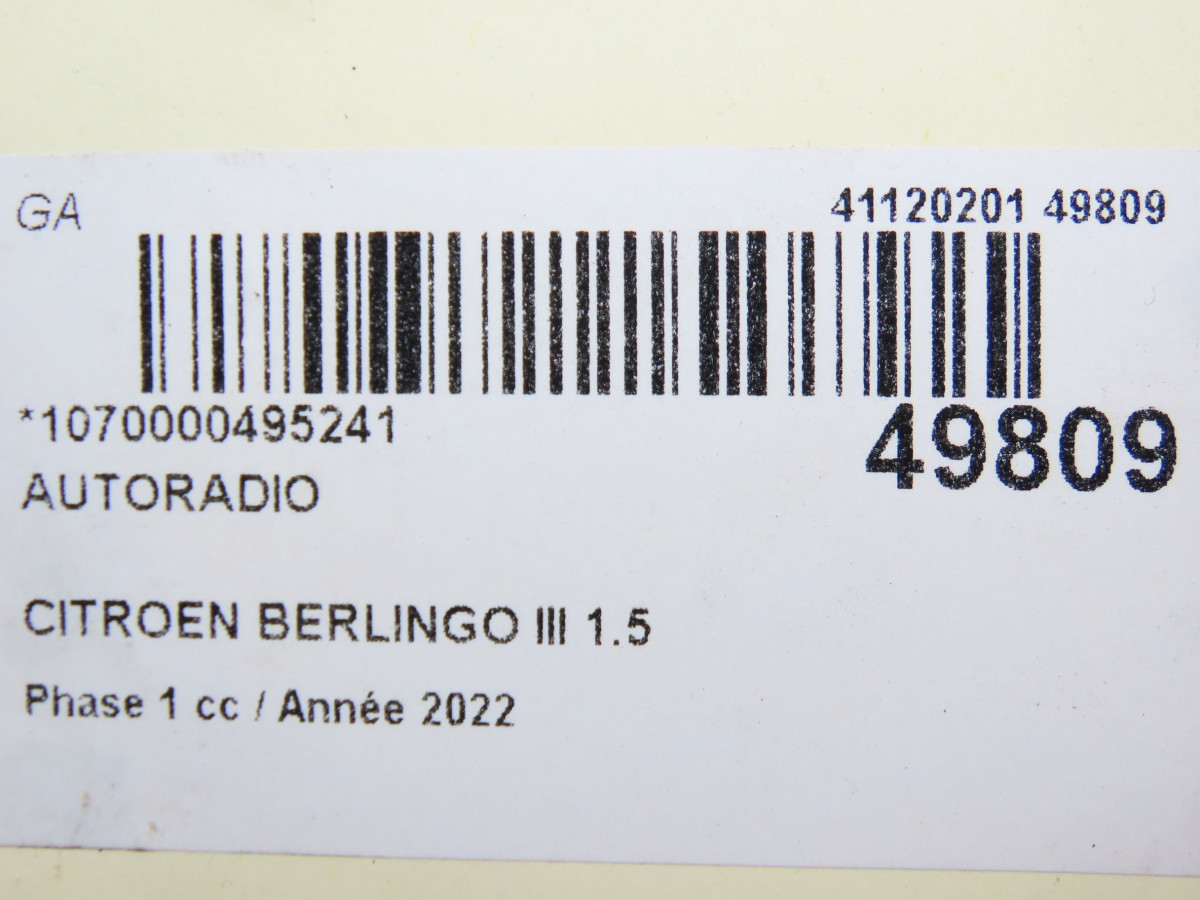 GA
41120201 49809
*1070000495241
49809
AUTORADIO
CITROEN BERLINGO III 1.5
Phase 1 cc / Année 2022